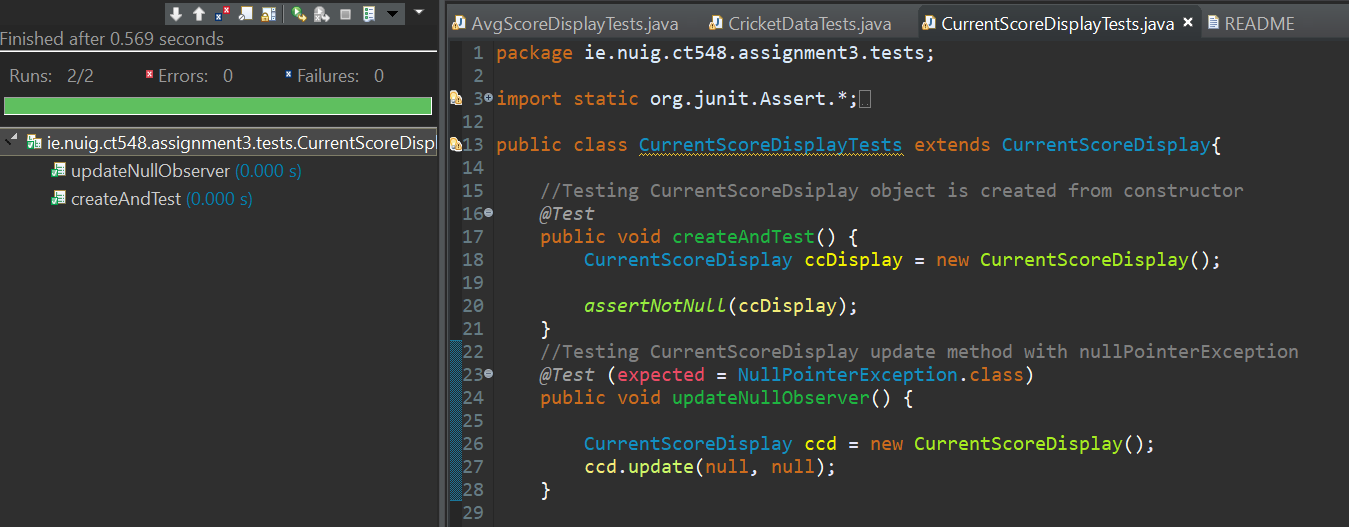 Finished after 0.569 seconds
Runs: 2/2 Errors: 0 Failures: 0
ie.nuig.ct548.assignment3.tests.CurrentScoreDispl
updateNullObserver (0.000 s)
createAndTest (0.000 s)
AvgScoreDisplayTests.java CricketDataTests.java CurrentScoreDisplayTests.java README
1 package ie.nuig.ct548.assignment3.tests;
2
3 import static org.junit.Assert.*;
12
13 public class CurrentScoreDisplayTests extends CurrentScoreDisplay{
14
15 //Testing CurrentScoreDsiplay object is created from constructor
16 @Test
17 public void createAndTest() {
18 CurrentScoreDisplay ccDisplay = new CurrentScoreDisplay();
19
20 assertNotNull(ccDisplay);
21 }
22 //Testing CurrentScoreDisplay update method with nullPointerException
23 @Test (expected = NullPointerException.class)
24 public void updateNullObserver() {
25
26 CurrentScoreDisplay ccd = new CurrentScoreDisplay();
27 ccd.update(null, null);
28 }
29